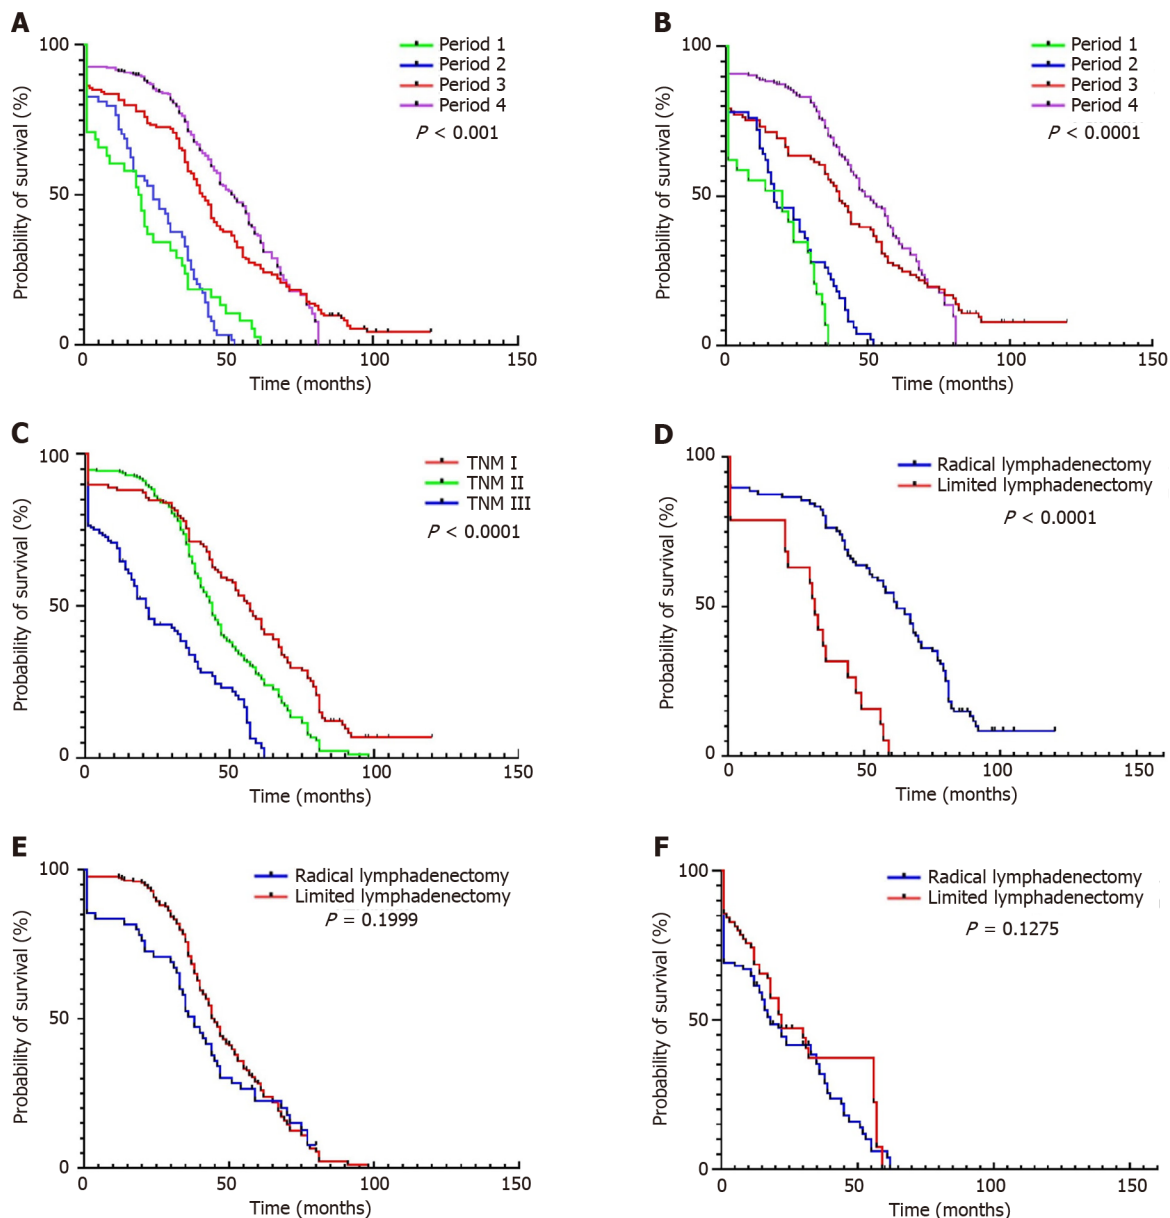 A
100
50
0
Probability of survival (%)
Period 1
Period 2
Period 3
Period 4
P < 0.001
0 50 100 150
Time (months)
B
100
50
0
Probability of survival (%)
Period 1
Period 2
Period 3
Period 4
P < 0.0001
0 50 100 150
Time (months)
C
100
50
0
Probability of survival (%)
TNM I
TNM II
TNM III
P < 0.0001
0 50 100 150
Time (months)
D
100
50
0
Probability of survival (%)
Radical lymphadenectomy
Limited lymphadenectomy
P < 0.0001
0 50 100 150
Time (months)
E
100
50
0
Probability of survival (%)
Radical lymphadenectomy
Limited lymphadenectomy
P = 0.1999
0 50 100 150
Time (months)
F
100
50
0
Probability of survival (%)
Radical lymphadenectomy
Limited lymphadenectomy
P = 0.1275
0 50 100 150
Time (months)